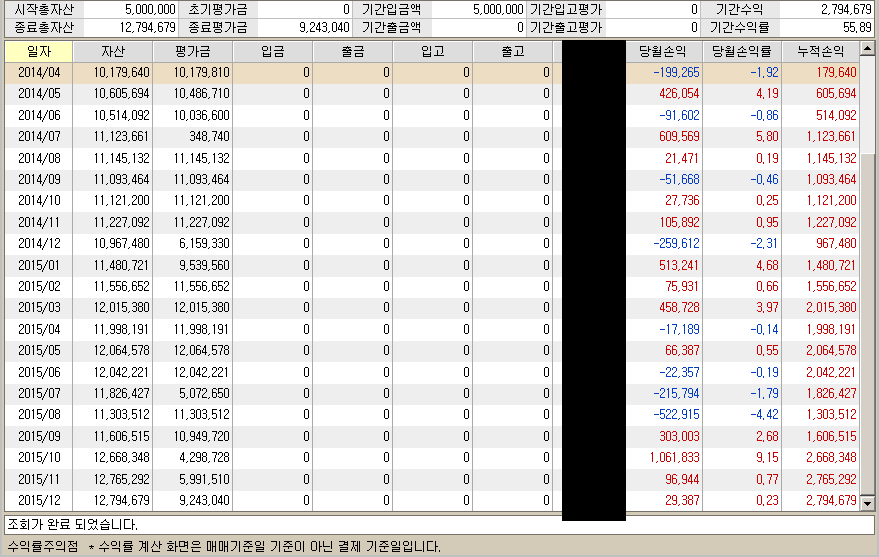 시작총자산 5,000,000 초기평가금 0 기간입금액 5,000,000 기간입고평가 0 기간수익 2,794,679
종료총자산 12,794,679 종료평가금 9,243,040 기간출금액 0 기간출고평가 0 기간수익률 55,89
일자 자산 평가금 입금 출금 입고 출고 당월손익 당월손익률 누적손익
2014/04 10,179,640 10,179,810 0 0 0 0 -199,265 -1,92 179,640
2014/05 10,605,694 10,486,710 0 0 0 0 426,054 4,19 605,694
2014/06 10,514,092 10,036,600 0 0 0 0 -91,602 -0,86 514,092
2014/07 11,123,661 348,740 0 0 0 0 609,569 5,80 1,123,661
2014/08 11,145,132 11,145,132 0 0 0 0 21,471 0,19 1,145,132
2014/09 11,093,464 11,093,464 0 0 0 0 -51,668 -0,46 1,093,464
2014/10 11,121,200 11,121,200 0 0 0 0 27,736 0,25 1,121,200
2014/11 11,227,092 11,227,092 0 0 0 0 105,892 0,95 1,227,092
2014/12 10,967,480 6,159,330 0 0 0 0 -259,612 -2,31 967,480
2015/01 11,480,721 9,539,560 0 0 0 0 513,241 4,68 1,480,721
2015/02 11,556,652 11,556,652 0 0 0 0 75,931 0,66 1,556,652
2015/03 12,015,380 12,015,380 0 0 0 0 458,728 3,97 2,015,380
2015/04 11,998,191 11,998,191 0 0 0 0 -17,189 -0,14 1,998,191
2015/05 12,064,578 12,064,578 0 0 0 0 66,387 0,55 2,064,578
2015/06 12,042,221 12,042,221 0 0 0 0 -22,357 -0,19 2,042,221
2015/07 11,826,427 5,072,650 0 0 0 0 -215,794 -1,79 1,826,427
2015/08 11,303,512 11,303,512 0 0 0 0 -522,915 -4,42 1,303,512
2015/09 11,606,515 10,949,720 0 0 0 0 303,003 2,68 1,606,515
2015/10 12,668,348 4,298,728 0 0 0 0 1,061,833 9,15 2,668,348
2015/11 12,765,292 5,991,510 0 0 0 0 96,944 0,77 2,765,292
2015/12 12,794,679 9,243,040 0 0 0 0 29,387 0,23 2,794,679
조회가 완료 되었습니다.
수익률주의점 * 수익률 계산 화면은 매매기준일 기준이 아닌 결제 기준일입니다.